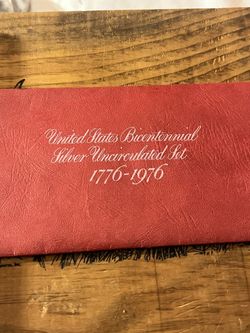 United States Bicentennial
Silver Uncirculated Set
1776-1976